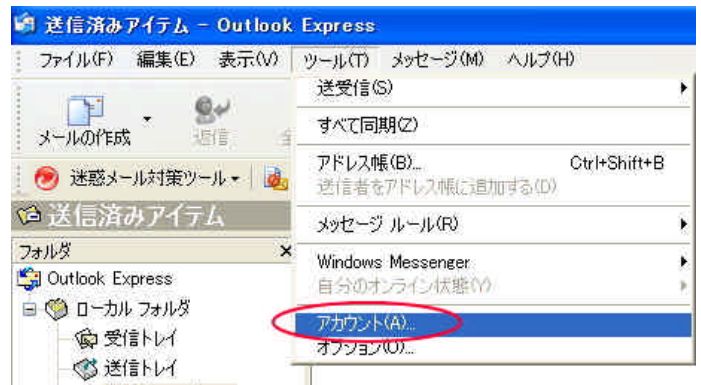 送信済みアイテム - Outlook Express
ファイル(F) 編集(E) 表示(V) ツール(T) メッセージ(M) ヘルプ(H)
メールの作成 返信 全
迷惑メール対策ツール
送信済みアイテム
フォルダ ×
Outlook Express
ローカル フォルダ
受信トレイ
送信トレイ
送受信(S)
すべて同期(Z)
アドレス帳(B)... Ctrl+Shift+B
送信者をアドレス帳に追加する(D)
メッセージ ルール(R)
Windows Messenger
自分のオンライン状態(Y)
アカウント(A)...
オプション(O)...